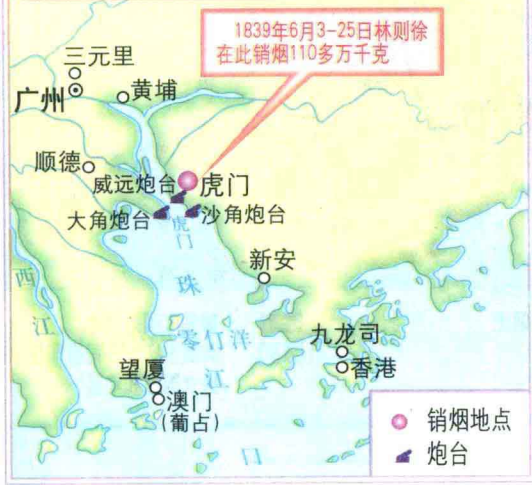 1839年6月3-25日林则徐
在此销烟110多万千克
三元里
广州
黄埔
顺德
威远炮台
虎门
大角炮台
沙角炮台
虎门
新安
西江
珠江口
零仃洋
九龙司
香港
望厦
澳门
(葡占)
销烟地点
炮台